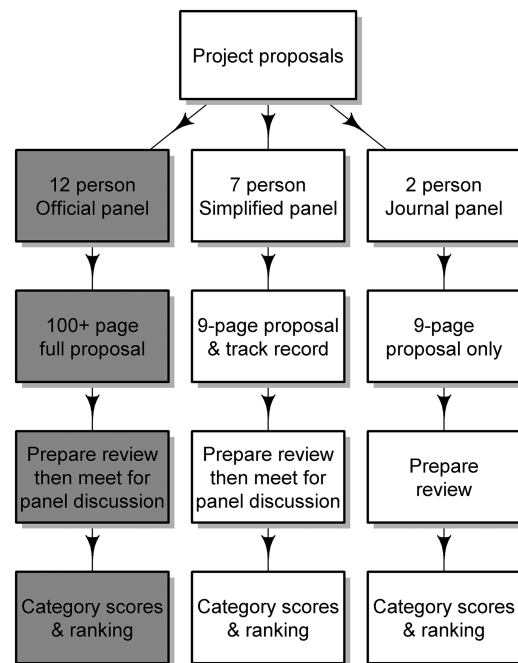 Project proposals
12 person
Official panel
7 person
Simplified panel
2 person
Journal panel
100+ page
full proposal
9-page proposal
& track record
9-page
proposal only
Prepare review
then meet for
panel discussion
Prepare review
then meet for
panel discussion
Prepare
review
Category scores
& ranking
Category scores
& ranking
Category scores
& ranking